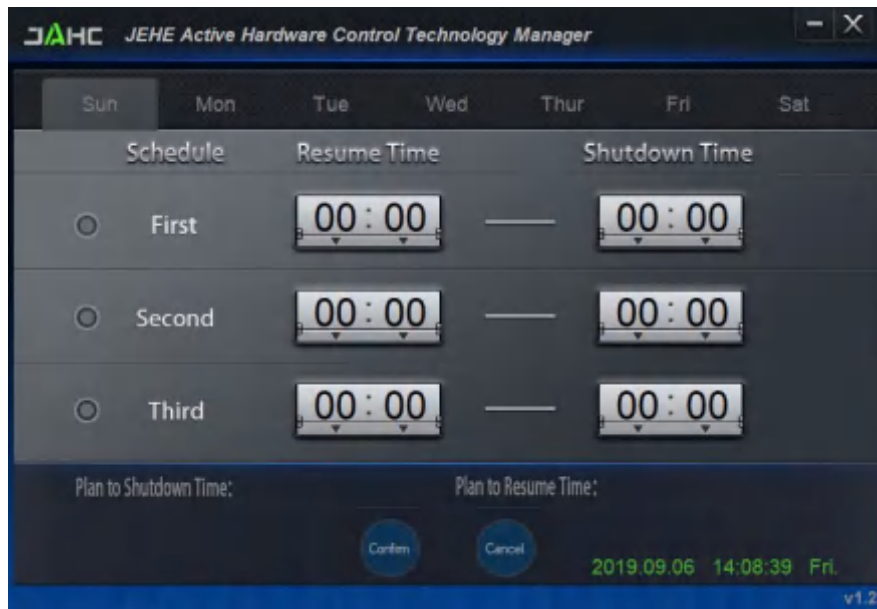 JAHC JEHE Active Hardware Control Technology Manager
Sun Mon Tue Wed Thur Fri Sat
Schedule Resume Time Shutdown Time
First 00:00 00:00
Second 00:00 00:00
Third 00:00 00:00
Plan to Shutdown Time: Plan to Resume Time:
Confirm Cancel
2019.09.06 14:08:39 Fri.
v1.2